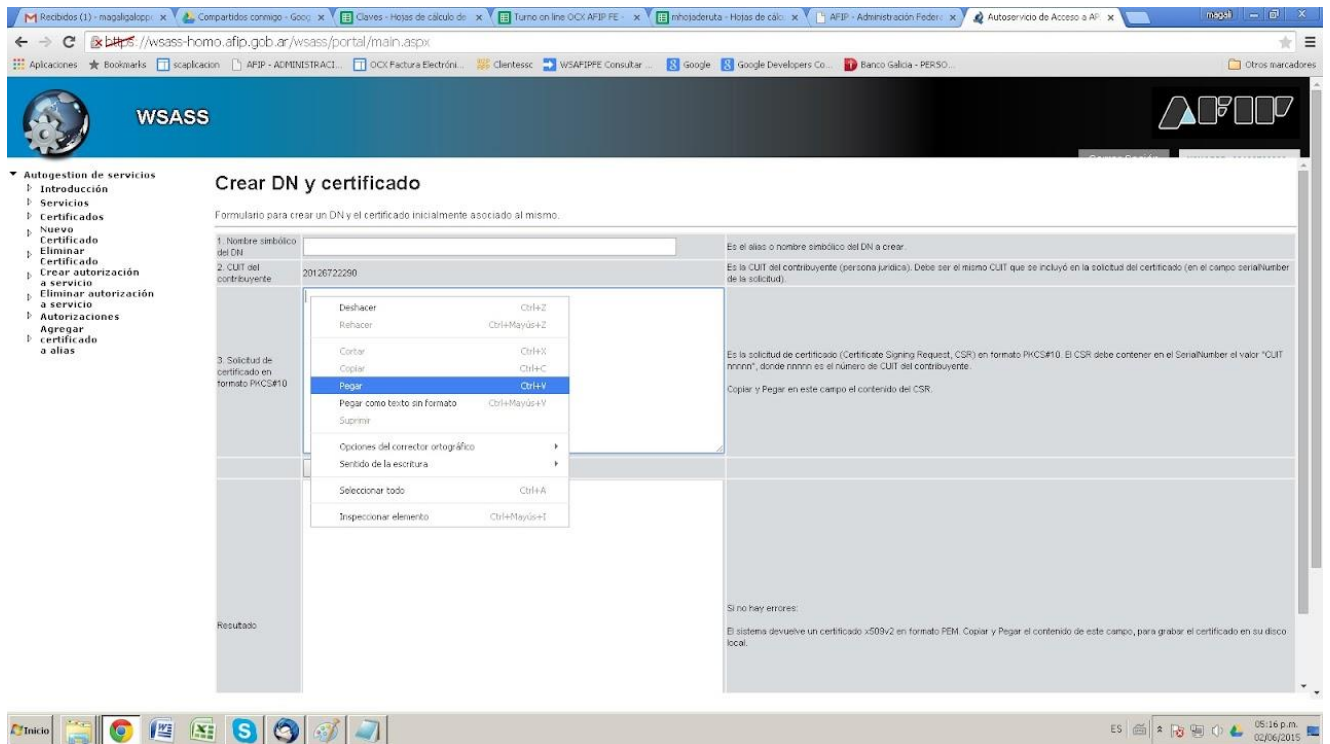 Recibidos (1) - magaligalopp
Compartidos conmigo - Goo
Claves - Hojas de cálculo de
Turno on line OCX AFIP FE -
mhojaderuta - Hojas de cálc
AFIP - Administración Feder
Autoservicio de Acceso a AP
magali
https://wsass-homo.afip.gob.ar/wsass/portal/main.aspx
Aplicaciones
Bookmarks
scaplicacion
AFIP - ADMINISTRACI...
OCX Factura Electróni...
Clientessc
WSAFIPFE Consultar ...
Google
Google Developers Co...
Banco Galicia - PERSO...
Otros marcadores
WSASS
AFIP
Autogestion de servicios
Introducción
Servicios
Certificados
Nuevo
Certificado
Eliminar
Certificado
Crear autorización
a servicio
Eliminar autorización
a servicio
Autorizaciones
Agregar
certificado
a alias
Crear DN y certificado
Formulario para crear un DN y el certificado inicialmente asociado al mismo.
1. Nombre simbólico
del DN
Es el alias o nombre simbólico del DN a crear.
2. CUIT del
contribuyente
20126722290
Es la CUIT del contribuyente (persona jurídica). Debe ser el mismo CUIT que se incluyó en la solicitud del certificado (en el campo serialNumber
de la solicitud).
3. Solicitud de
certificado en
formato PKCS#10
Deshacer Ctrl+Z
Rehacer Ctrl+Mayús+Z
Cortar Ctrl+X
Copiar Ctrl+C
Pegar Ctrl+V
Pegar como texto sin formato Ctrl+Mayús+V
Suprimir
Opciones del corrector ortográfico
Sentido de la escritura
Seleccionar todo Ctrl+A
Inspeccionar elemento Ctrl+Mayús+I
Es la solicitud de certificado (Certificate Signing Request, CSR) en formato PKCS#10. El CSR debe contener en el SerialNumber el valor "CUIT
nnnnn", donde nnnnn es el número de CUIT del contribuyente.
Copiar y Pegar en este campo el contenido del CSR.
Resultado
Si no hay errores:
El sistema devuelve un certificado x509v2 en formato PEM. Copiar y Pegar el contenido de este campo, para grabar el certificado en su disco
local.
Inicio
ES
05:16 p.m.
02/06/2015